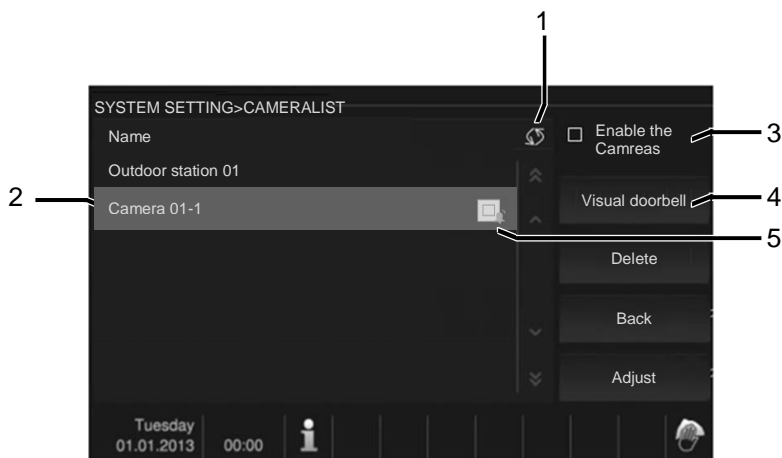 1
SYSTEM SETTING>CAMERALIST
Name
Enable the
Camreas
3
Outdoor station 01
2
Camera 01-1
Visual doorbell
4
5
Delete
Back
Adjust
Tuesday
01.01.2013
00:00